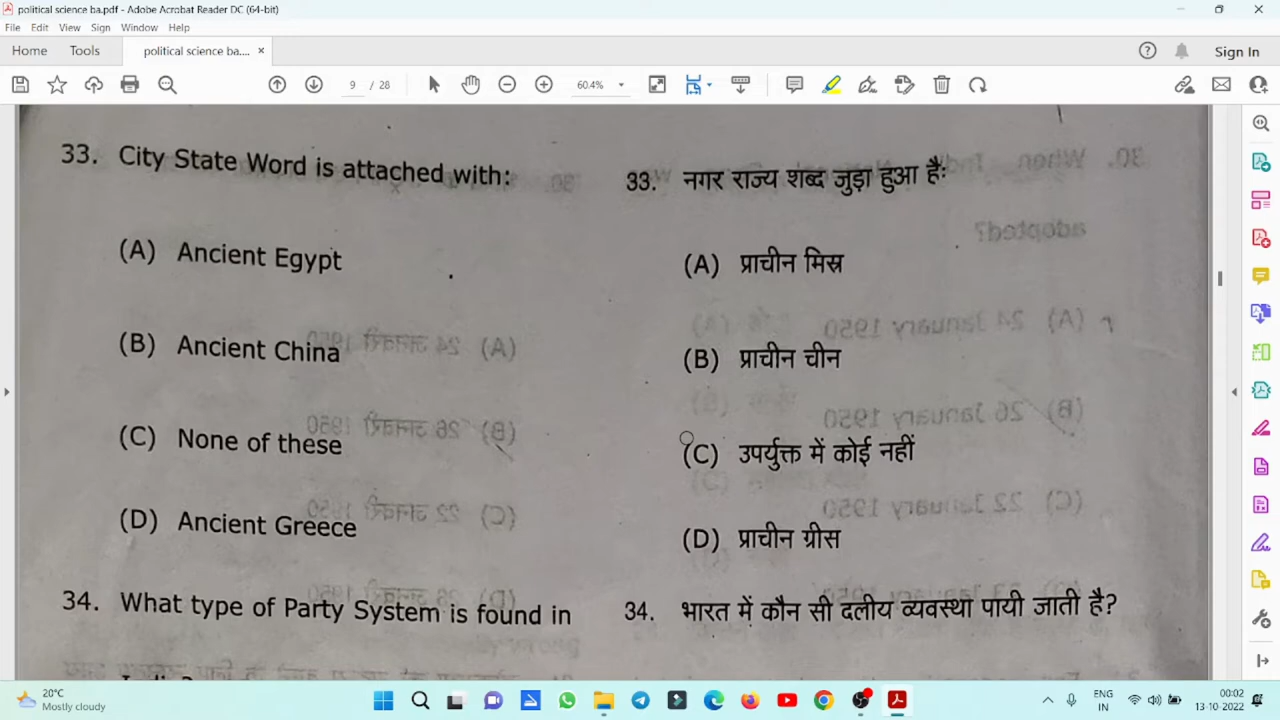 political science ba.pdf - Adobe Acrobat Reader DC (64-bit)
File Edit View Sign Window Help
Home Tools political science ba.... × Sign In
9 / 28 60.4%
33. City State Word is attached with:
(A) Ancient Egypt
(B) Ancient China
(C) None of these
(D) Ancient Greece
34. What type of Party System is found in
33. नगर राज्य शब्द जुड़ा हुआ हैः
(A) प्राचीन मिस्र
(B) प्राचीन चीन
(C) उपर्युक्त में कोई नहीं
(D) प्राचीन ग्रीस
34. भारत में कौन सी दलीय व्यवस्था पायी जाती है?
20°C
Mostly cloudy
ENG
IN
00:02
13-10-2022